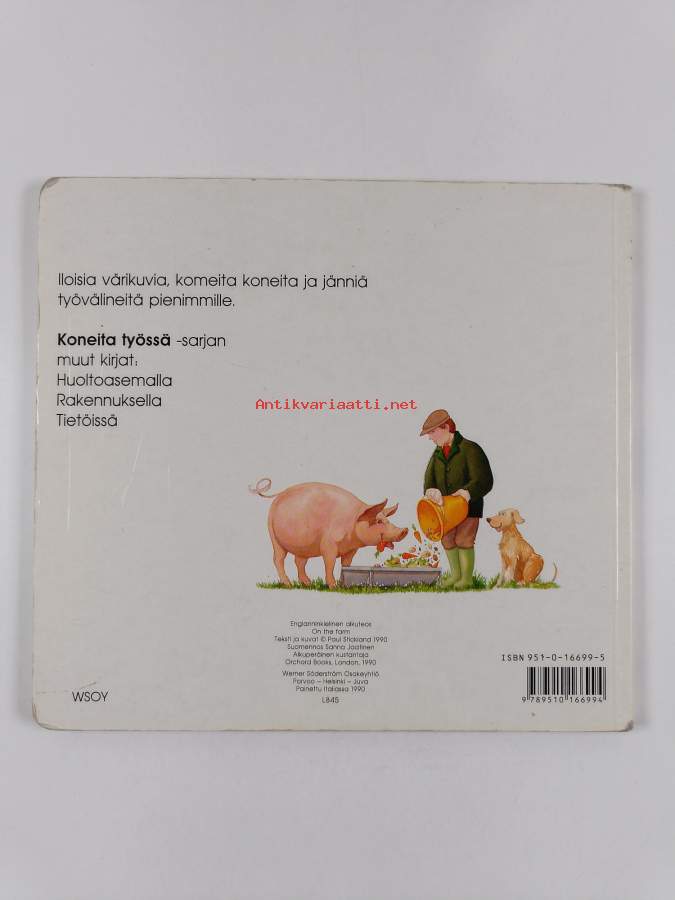 Iloisia värikuvia, komeita koneita ja jänniä
työvälineitä pienimmille.
Koneita työssä -sarjan
muut kirjat:
Huoltoasemalla
Rakennuksella
Tietöissä
Antikvariaatti.net
Englanninkielinen alkuteos
On the farm
Teksti ja kuvat © Paul Stickland 1990
Suomennos Sanna Jaatinen
Alkuperäinen kustantaja
Orchard Books, London, 1990
Werner Söderström Osakeyhtiö
Porvoo – Helsinki – Juva
Painettu Italiassa 1990
L84S
WSOY
ISBN 951-0-16699-5
9 789510 166994